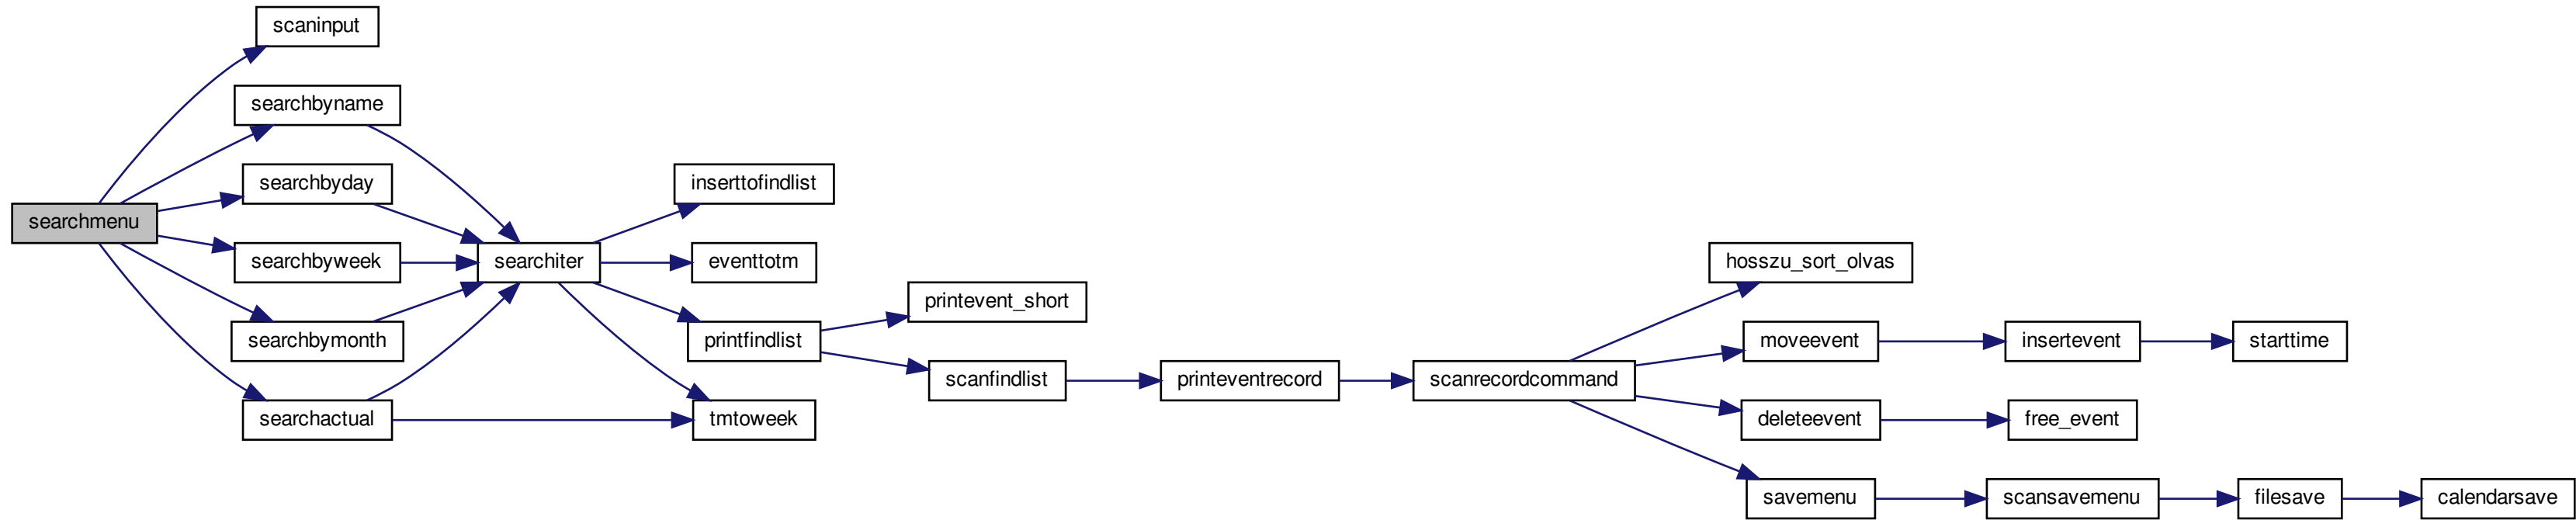 searchmenu
scaninput
searchbyname
searchbyday
searchbyweek
searchbymonth
searchactual
searchiter
inserttofindlist
eventtotm
printfindlist
tmtoweek
printevent_short
scanfindlist
printeventrecord
scanrecordcommand
hosszu_sort_olvas
moveevent
deleteevent
savemenu
insertevent
free_event
scansavemenu
starttime
filesave
calendarsave